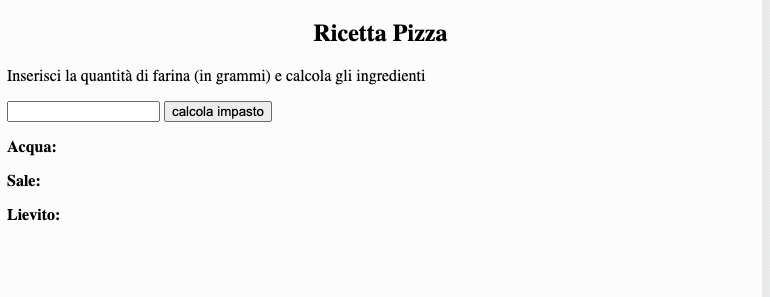 Ricetta Pizza
Inserisci la quantità di farina (in grammi) e calcola gli ingredienti
calcola impasto
Acqua:
Sale:
Lievito: